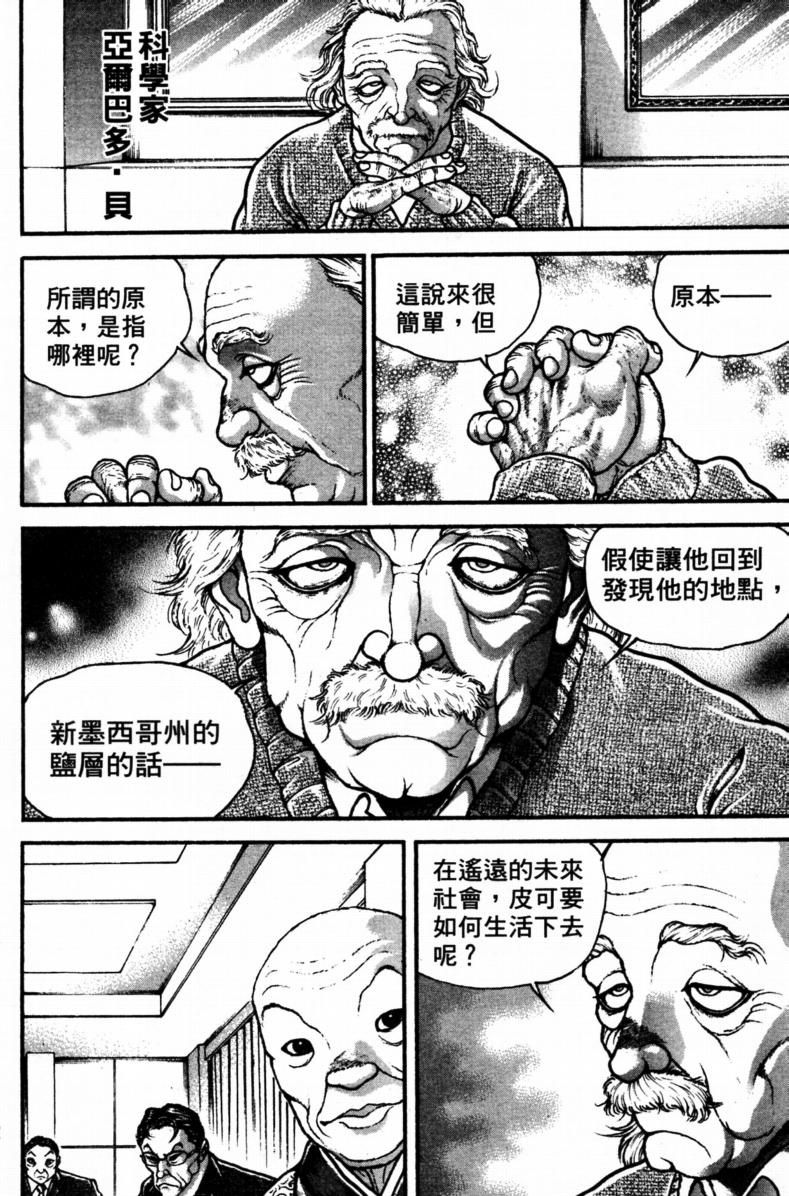 科學家
亞爾巴多·貝
原本——
這說來很
簡單，但
所謂的原
本，是指
哪裡呢？
假使讓他回到
發現他的地點，
新墨西哥州的
鹽層的話——
在遙遠的未來
社會，皮可要
如何生活下去
呢？